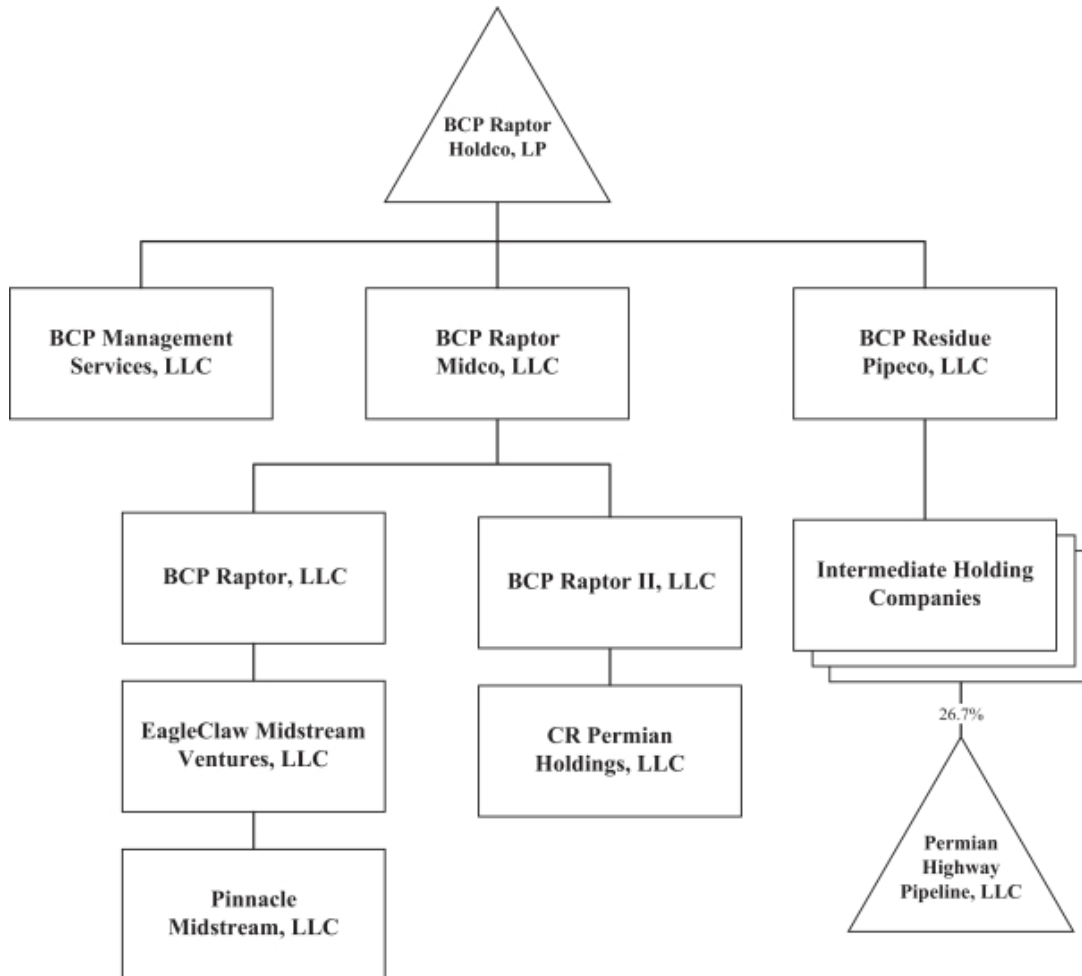 BCP Raptor
Holdco, LP
BCP Management
Services, LLC
BCP Raptor
Midco, LLC
BCP Residue
Pipeco, LLC
BCP Raptor, LLC
BCP Raptor II, LLC
Intermediate Holding
Companies
EagleClaw Midstream
Ventures, LLC
CR Permian
Holdings, LLC
26.7%
Permian
Highway
Pipeline, LLC
Pinnacle
Midstream, LLC